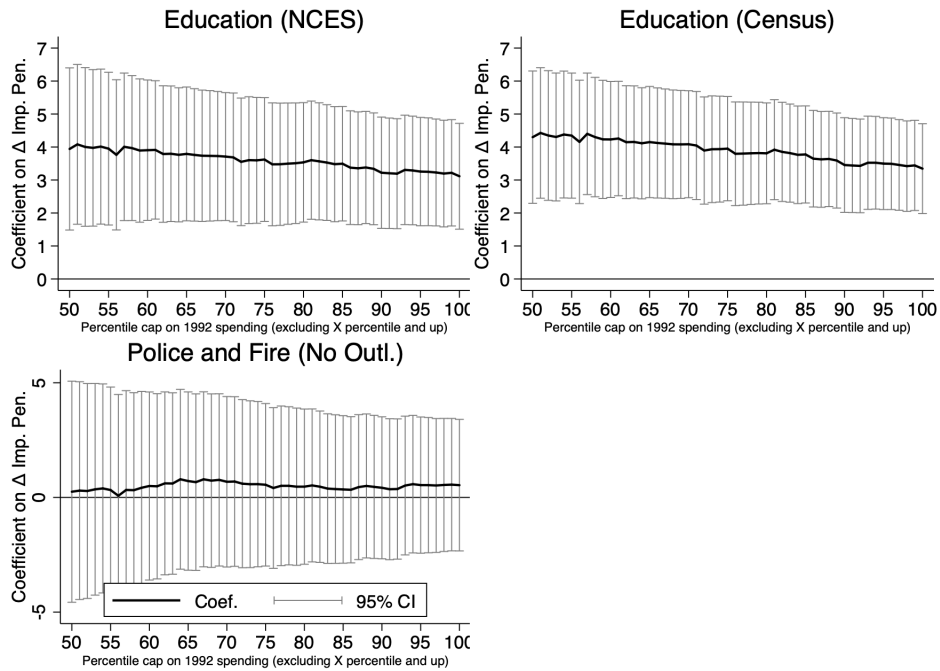 Education (NCES)
Coefficient on Δ Imp. Pen.
7
6
5
4
3
2
1
0
50 55 60 65 70 75 80 85 90 95 100
Percentile cap on 1992 spending (excluding X percentile and up)
Education (Census)
Coefficient on Δ Imp. Pen.
7
6
5
4
3
2
1
0
50 55 60 65 70 75 80 85 90 95 100
Percentile cap on 1992 spending (excluding X percentile and up)
Police and Fire (No Outl.)
Coefficient on Δ Imp. Pen.
5
0
-5
Coef. 95% CI
50 55 60 65 70 75 80 85 90 95 100
Percentile cap on 1992 spending (excluding X percentile and up)